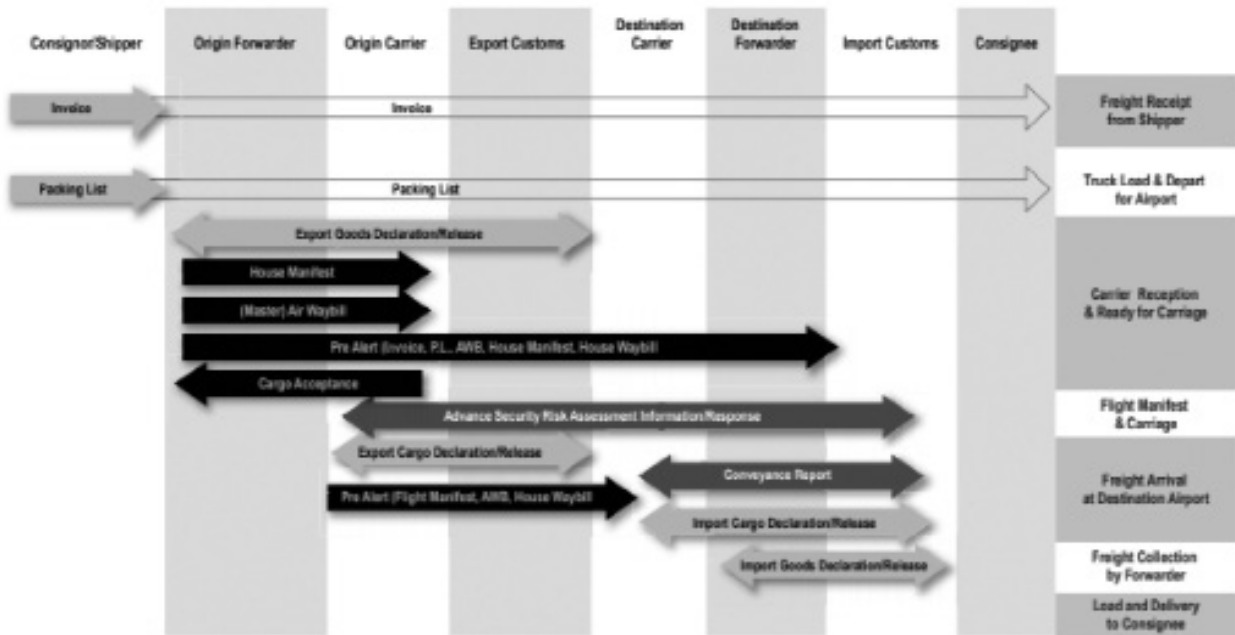 Consignor/Shipper
Origin Forwarder
Origin Carrier
Export Customs
Destination
Carrier
Destination
Forwarder
Import Customs
Consignee
Invoice
Invoice
Freight Receipt
from Shipper
Packing List
Packing List
Truck Load & Depart
for Airport
Export Goods Declaration/Release
House Manifest
(Master) Air Waybill
Pre Alert (Invoice, P.L., AWB, House Manifest, House Waybill
Cargo Acceptance
Carrier Reception
& Ready for Carriage
Advance Security Risk Assessment Information/Response
Flight Manifest
& Carriage
Export Cargo Declaration/Release
Conveyance Report
Pre Alert (Flight Manifest, AWB, House Waybill
Import Cargo Declaration/Release
Freight Arrival
at Destination Airport
Import Goods Declaration/Release
Freight Collection
by Forwarder
Load and Delivery
to Consignee